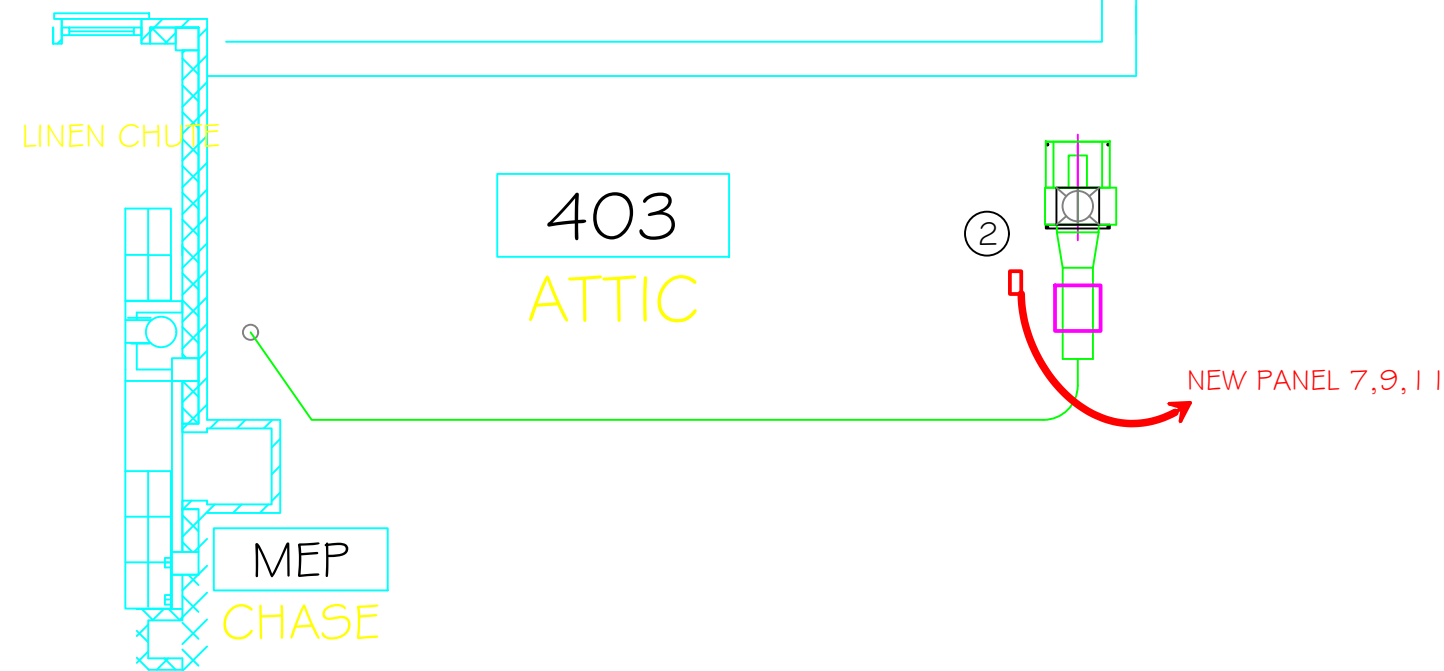 LINEN CHUTE
403
ATTIC
2
NEW PANEL 7,9,11
MEP
CHASE